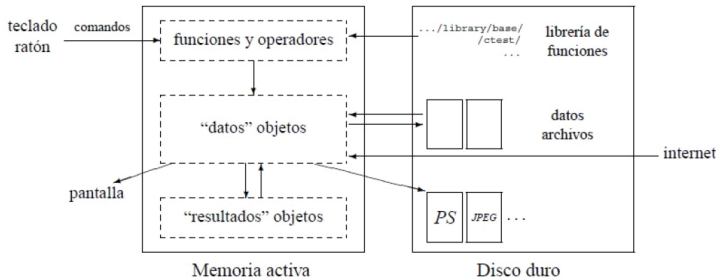 teclado
ratón
comandos
funciones y operadores
.../library/base/
/ctest/
...
librería de
funciones
"datos" objetos
datos
archivos
internet
pantalla
"resultados" objetos
PS
JPEG
...
Memoria activa
Disco duro